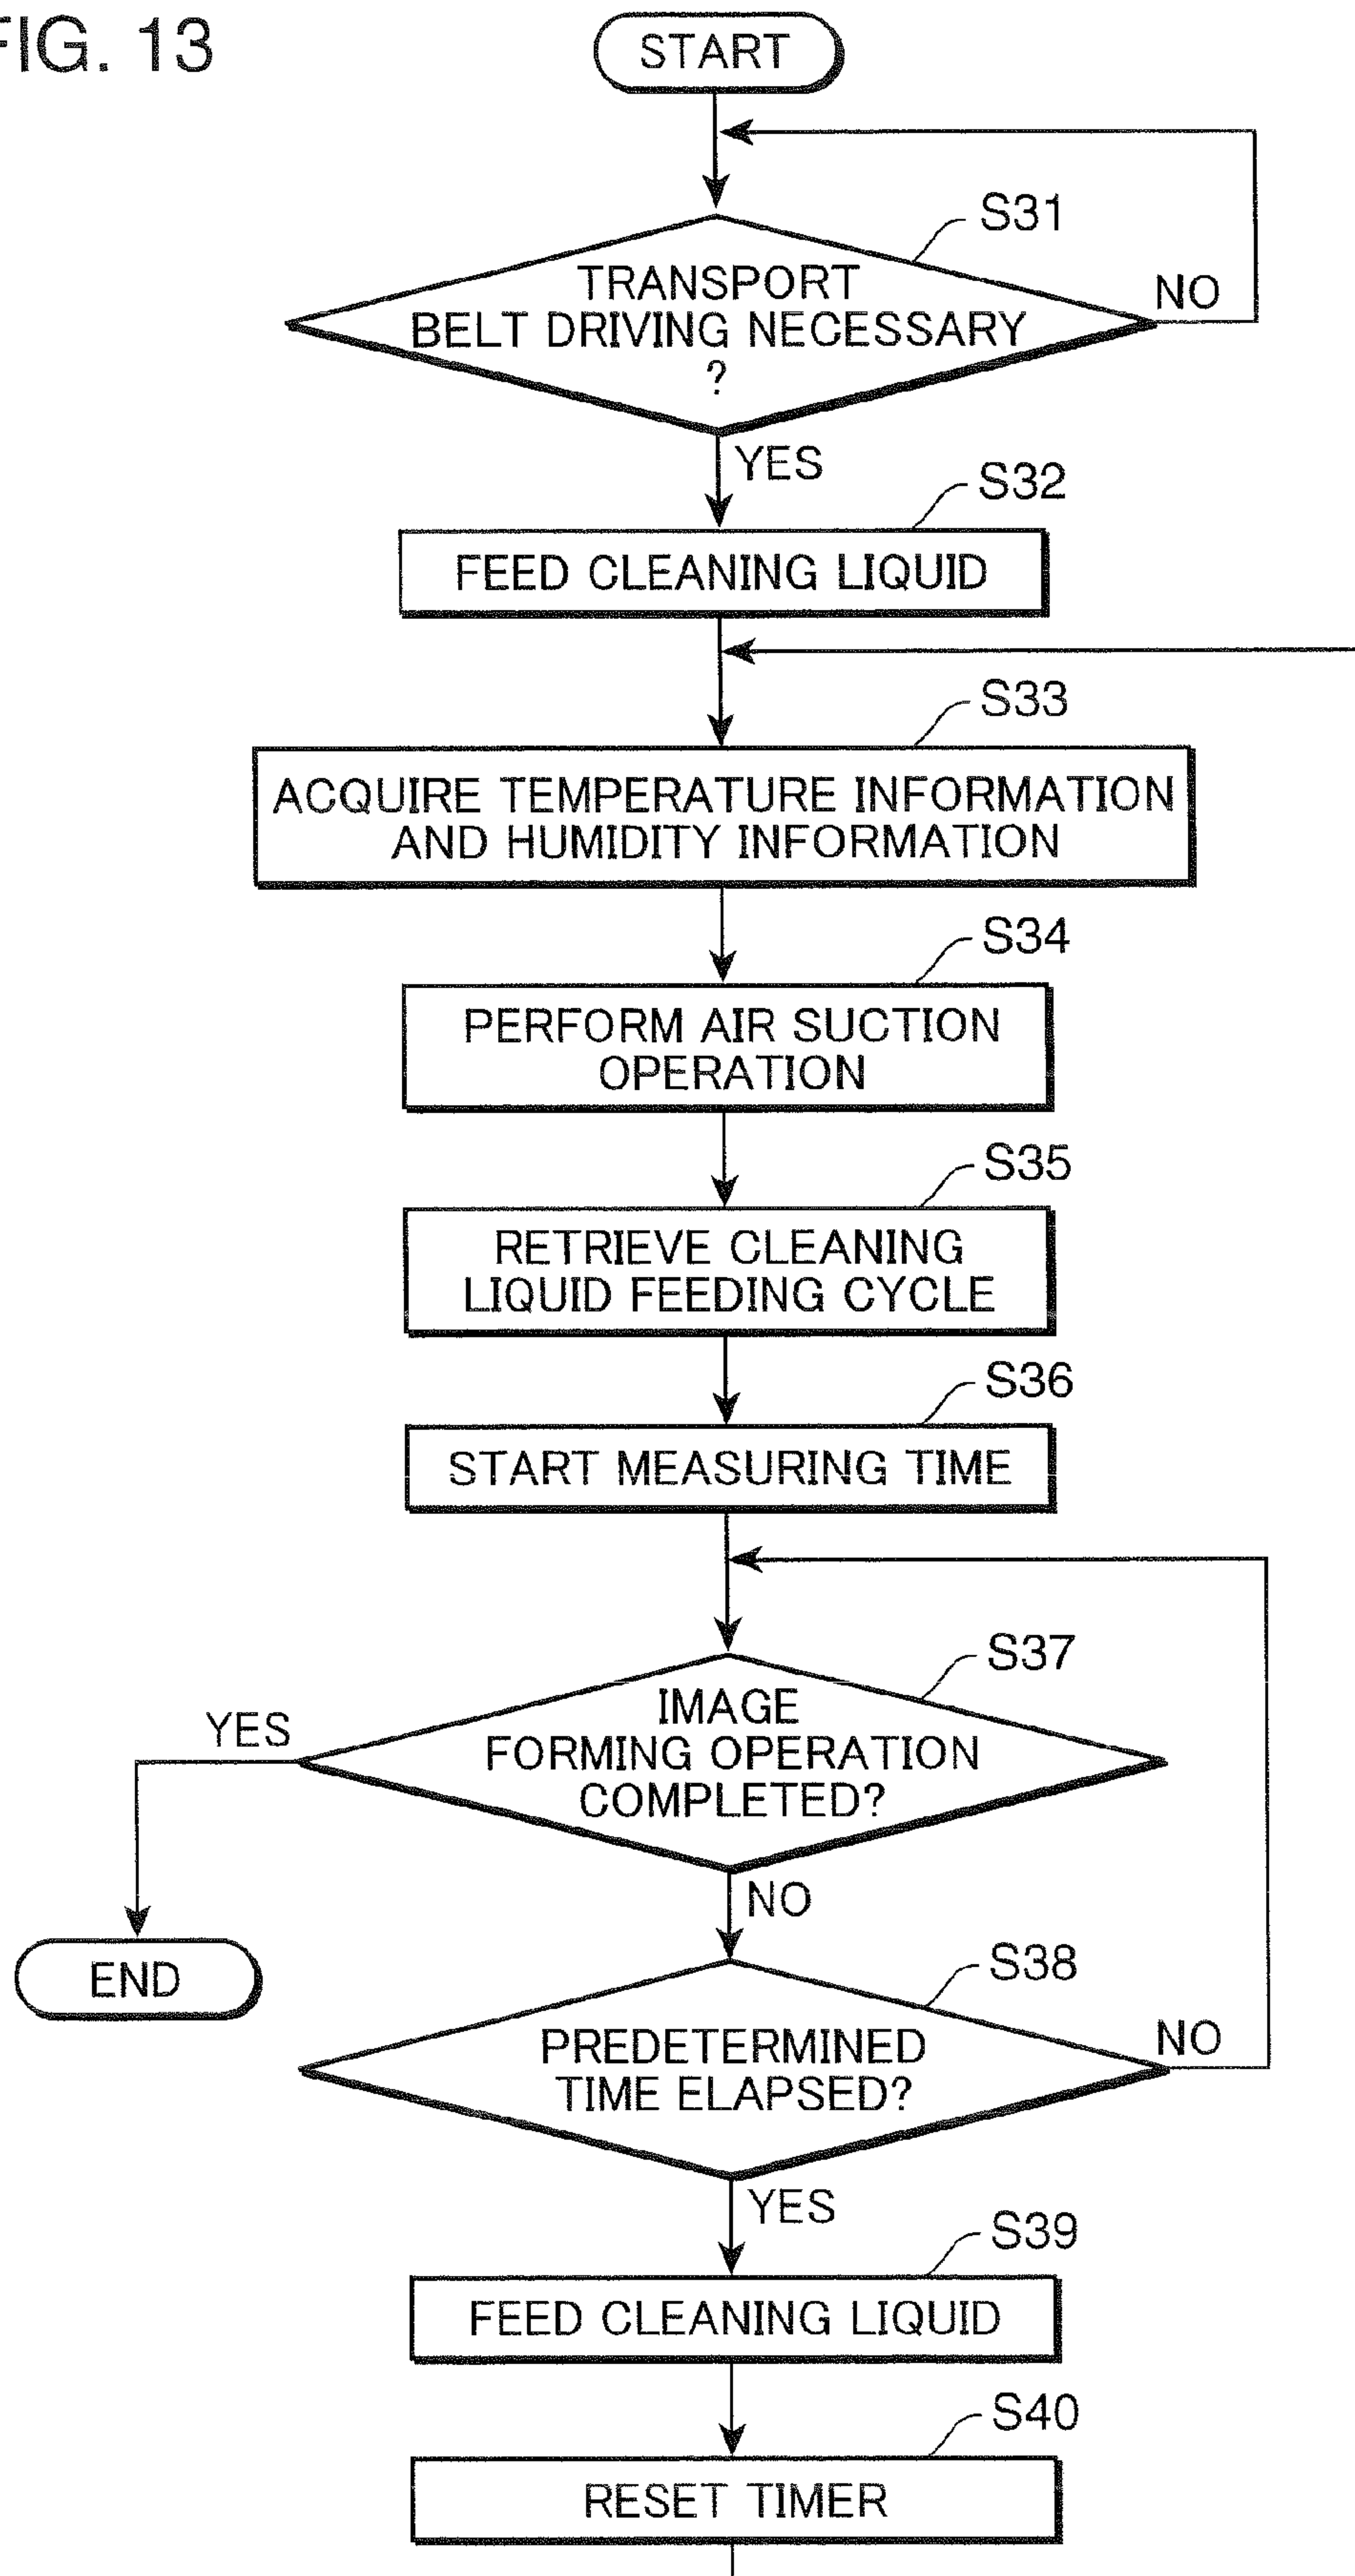 FIG. 13
START
S31
TRANSPORT
BELT DRIVING NECESSARY
?
NO
YES
S32
FEED CLEANING LIQUID
S33
ACQUIRE TEMPERATURE INFORMATION
AND HUMIDITY INFORMATION
S34
PERFORM AIR SUCTION
OPERATION
S35
RETRIEVE CLEANING
LIQUID FEEDING CYCLE
S36
START MEASURING TIME
S37
IMAGE
FORMING OPERATION
COMPLETED?
YES
NO
END
S38
PREDETERMINED
TIME ELAPSED?
NO
YES
S39
FEED CLEANING LIQUID
S40
RESET TIMER